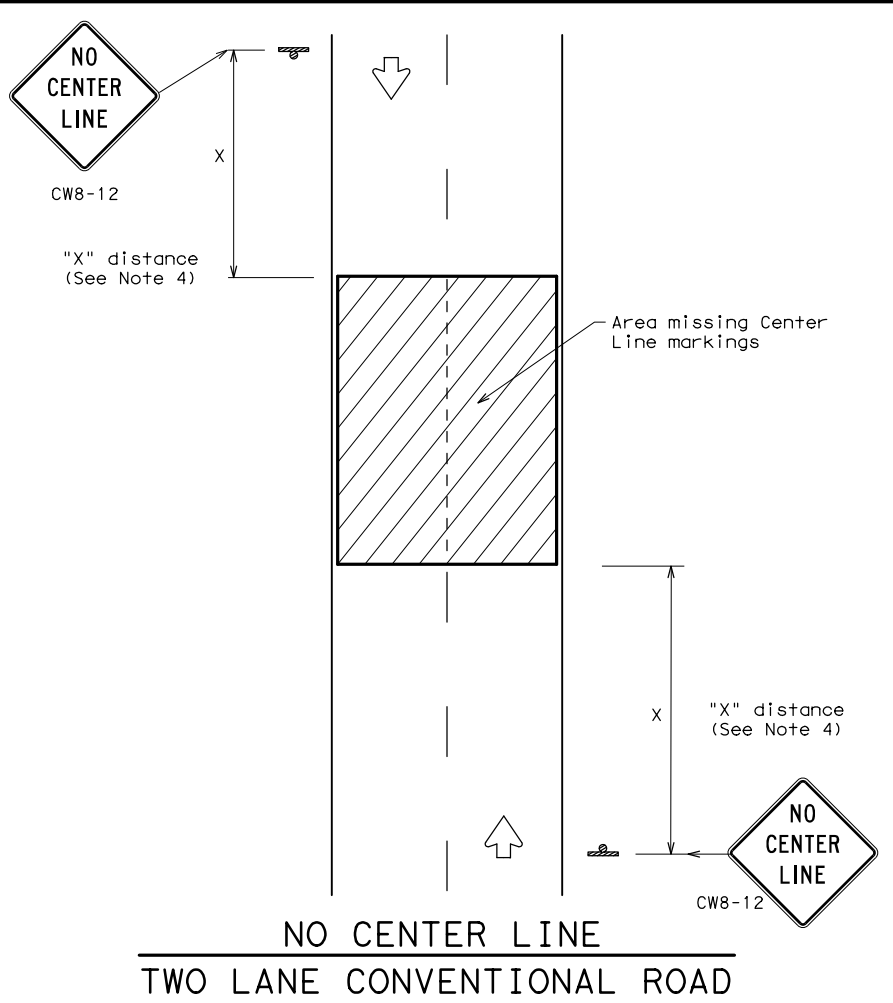 NO
CENTER
LINE
CW8-12
X
"X" distance
(See Note 4)
Area missing Center
Line markings
X
"X" distance
(See Note 4)
NO
CENTER
LINE
CW8-12
NO CENTER LINE
TWO LANE CONVENTIONAL ROAD